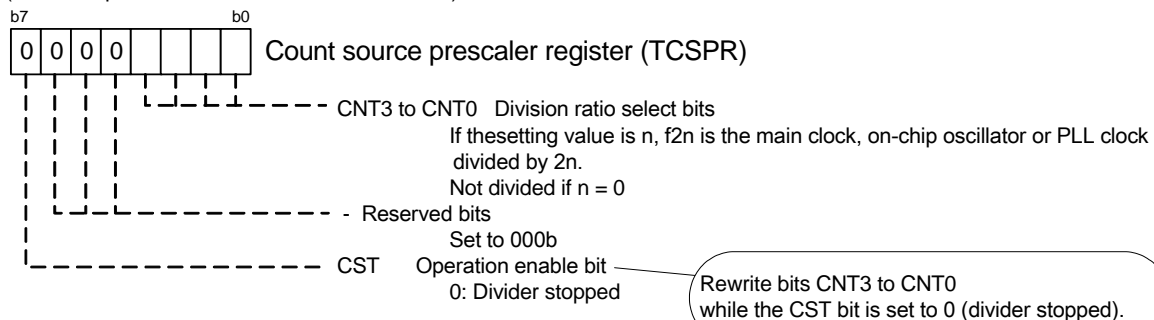 b7 b0
0 0 0 0 Count source prescaler register (TCSPR)
CNT3 to CNT0 Division ratio select bits
If thesetting value is n, f2n is the main clock, on-chip oscillator or PLL clock
divided by 2n.
Not divided if n = 0
- Reserved bits
Set to 000b
CST Operation enable bit
0: Divider stopped
Rewrite bits CNT3 to CNT0
while the CST bit is set to 0 (divider stopped).